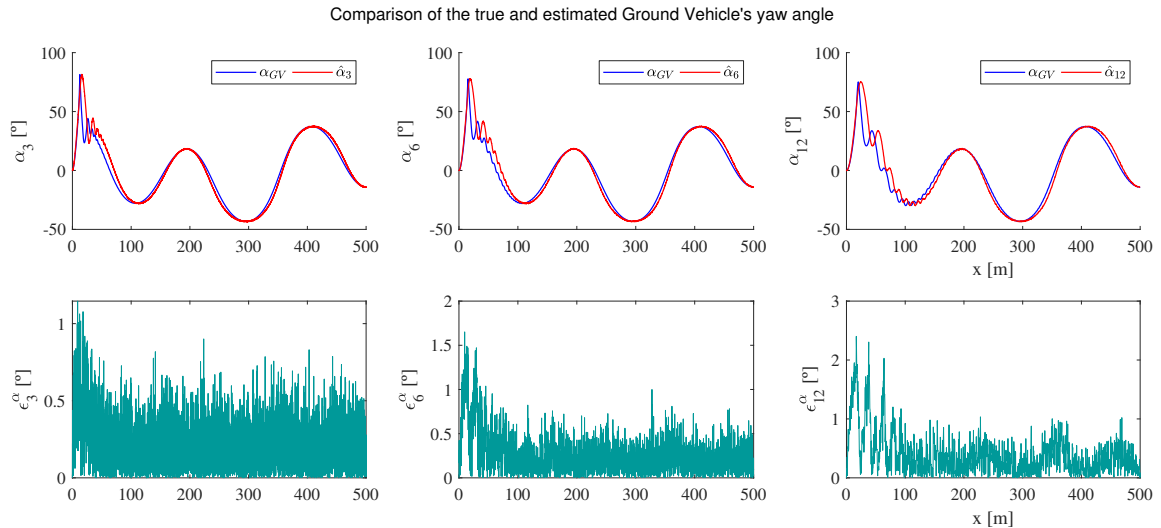 Comparison of the true and estimated Ground Vehicle's yaw angle
100
50
0
-50
α_3 [º]
α_GV
α̂_3
0 100 200 300 400 500
100
50
0
-50
α_6 [º]
α_GV
α̂_6
0 100 200 300 400 500
100
50
0
-50
α_12 [º]
α_GV
α̂_12
0 100 200 300 400 500
x [m]
1
0.5
0
ϵ_3^α [º]
0 100 200 300 400 500
2
1.5
1
0.5
0
ϵ_6^α [º]
0 100 200 300 400 500
3
2
1
0
ϵ_12^α [º]
0 100 200 300 400 500
x [m]